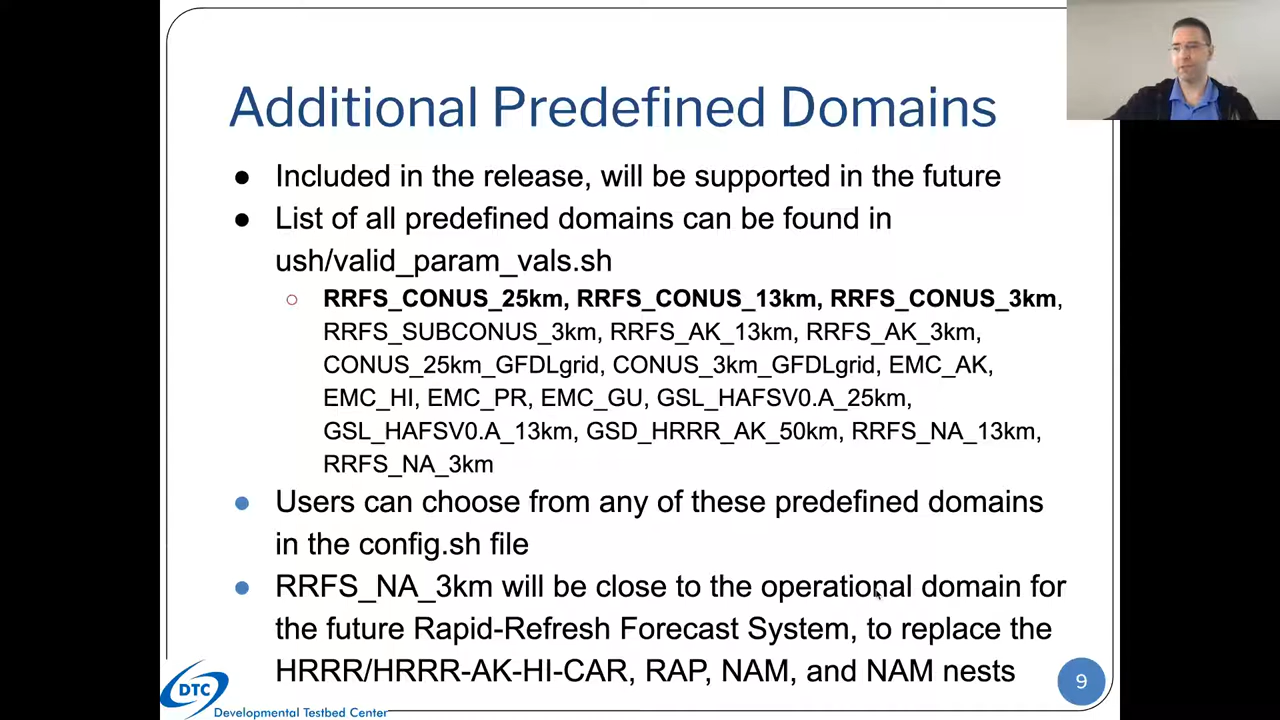 Additional Predefined Domains
● Included in the release, will be supported in the future
● List of all predefined domains can be found in
ush/valid_param_vals.sh
○ RRFS_CONUS_25km, RRFS_CONUS_13km, RRFS_CONUS_3km,
RRFS_SUBCONUS_3km, RRFS_AK_13km, RRFS_AK_3km,
CONUS_25km_GFDLgrid, CONUS_3km_GFDLgrid, EMC_AK,
EMC_HI, EMC_PR, EMC_GU, GSL_HAFSV0.A_25km,
GSL_HAFSV0.A_13km, GSD_HRRR_AK_50km, RRFS_NA_13km,
RRFS_NA_3km
● Users can choose from any of these predefined domains
in the config.sh file
● RRFS_NA_3km will be close to the operational domain for
the future Rapid-Refresh Forecast System, to replace the
HRRR/HRRR-AK-HI-CAR, RAP, NAM, and NAM nests
9
DTC
Developmental Testbed Center